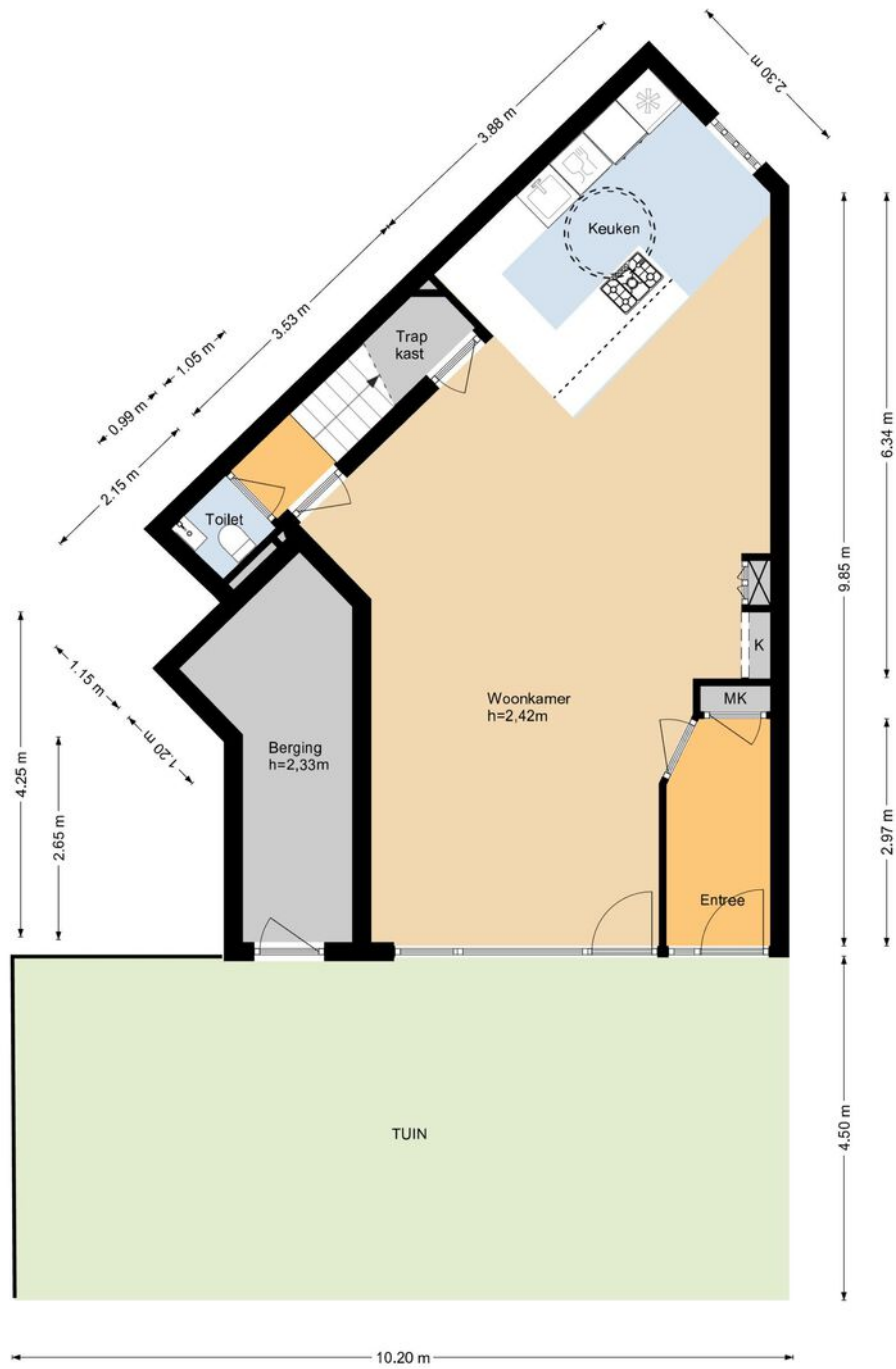 2.30 m
3.88 m
Keuken
3.53 m
Trap
kast
1.05 m
0.99 m
2.15 m
Toilet
6.34 m
9.85 m
K
MK
Woonkamer
h=2,42m
1.15 m
1.20 m
Berging
h=2,33m
4.25 m
2.65 m
2.97 m
Entree
TUIN
4.50 m
10.20 m